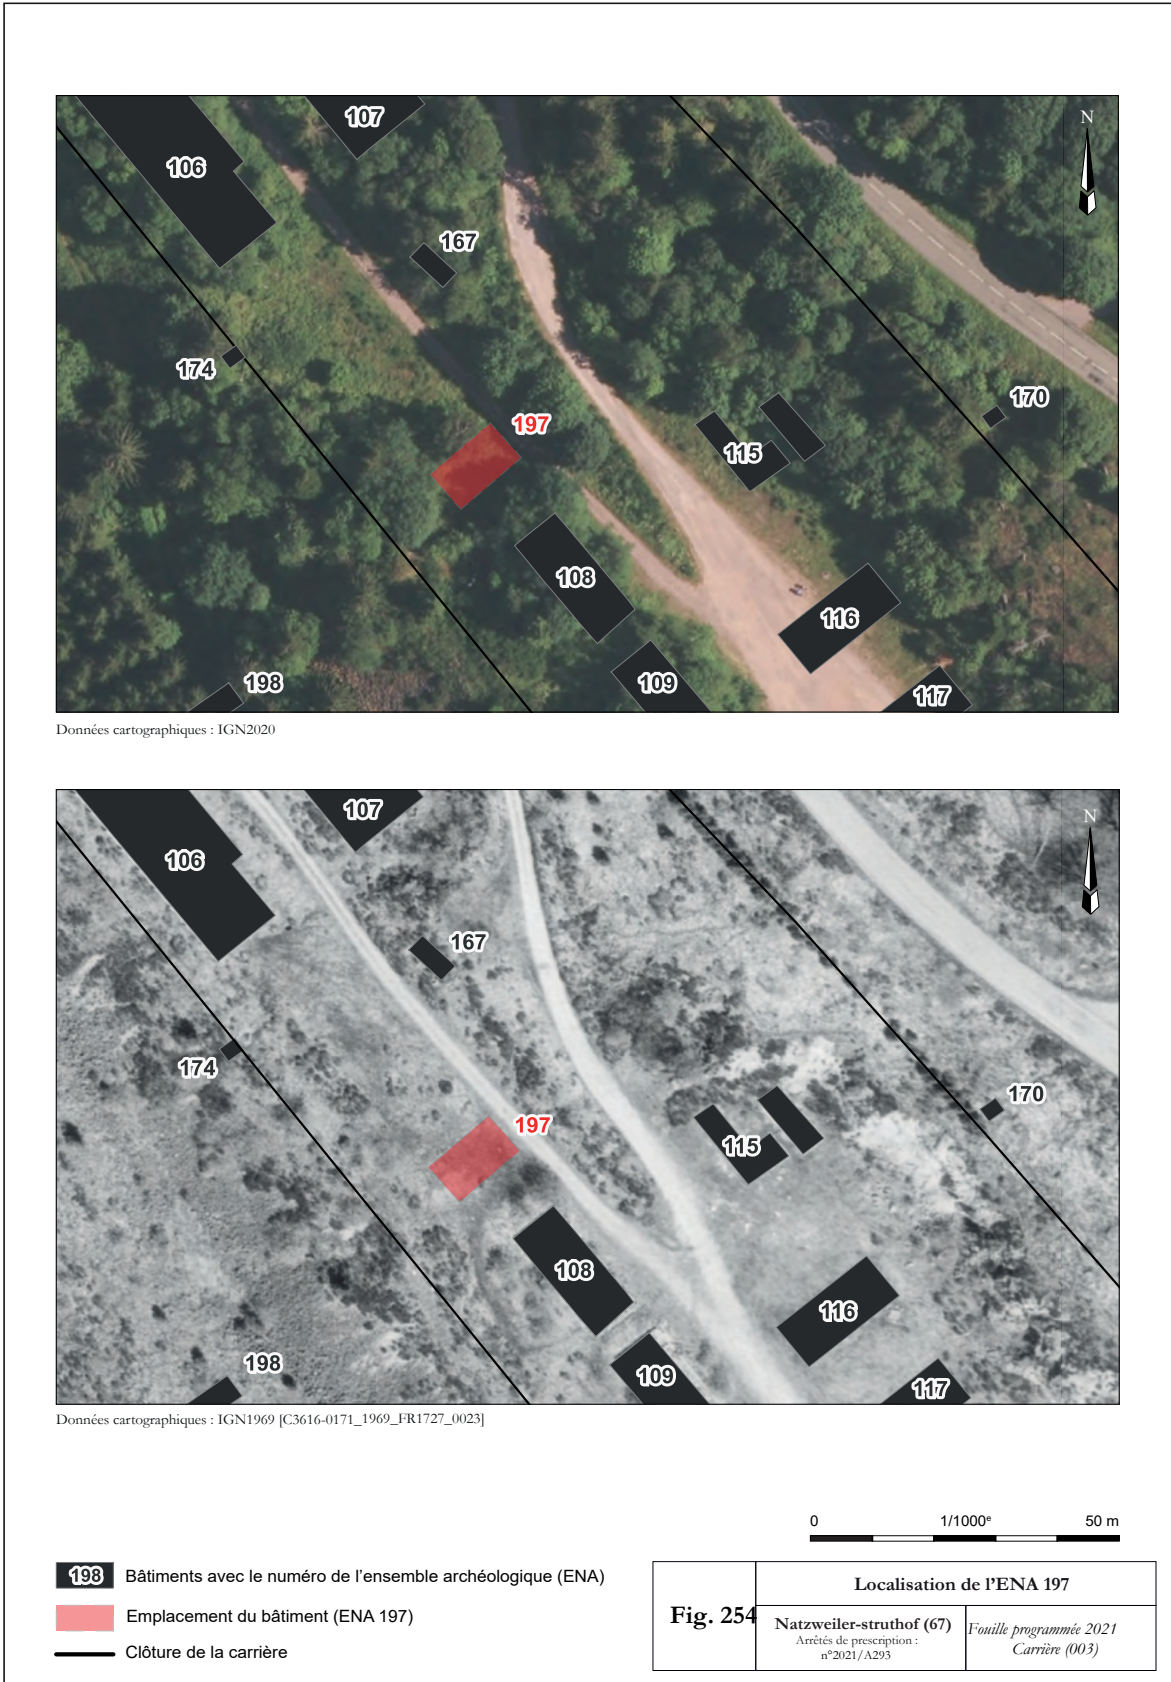 107
N
106
167
174
170
197
115
108
116
109
198
117
Données cartographiques : IGN2020
107
N
106
167
174
170
197
115
108
116
198
109
117
Données cartographiques : IGN1969 [C3616-0171_1969_FR1727_0023]
0 1/1000e 50 m
198 Bâtiments avec le numéro de l'ensemble archéologique (ENA)
Emplacement du bâtiment (ENA 197)
Clôture de la carrière
Fig. 254
Localisation de l'ENA 197
Natzweiler-struthof (67)
Arrêtés de prescription :
n°2021/A293
Fouille programmée 2021
Carrière (003)